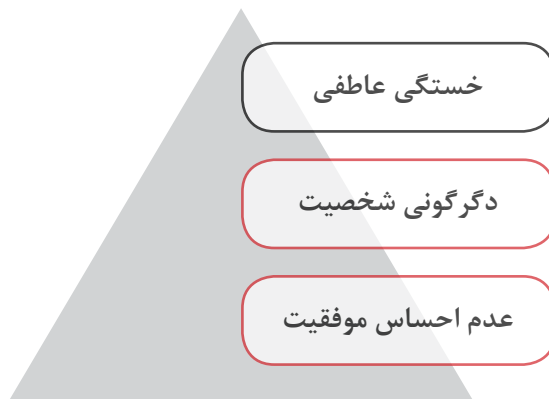 خستگی عاطفی
دگرگونی شخصیت
عدم احساس موفقیت